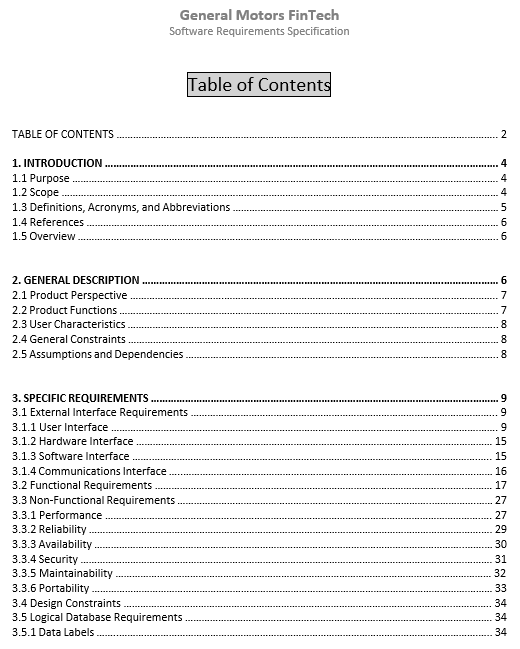 General Motors FinTech
Software Requirements Specification
Table of Contents
TABLE OF CONTENTS ........ 2
1. INTRODUCTION ........ 4
1.1 Purpose ........ 4
1.2 Scope ........ 4
1.3 Definitions, Acronyms, and Abbreviations ........ 5
1.4 References ........ 6
1.5 Overview ........ 6
2. GENERAL DESCRIPTION ........ 6
2.1 Product Perspective ........ 7
2.2 Product Functions ........ 7
2.3 User Characteristics ........ 8
2.4 General Constraints ........ 8
2.5 Assumptions and Dependencies ........ 8
3. SPECIFIC REQUIREMENTS ........ 9
3.1 External Interface Requirements ........ 9
3.1.1 User Interface ........ 9
3.1.2 Hardware Interface ........ 15
3.1.3 Software Interface ........ 15
3.1.4 Communications Interface ........ 16
3.2 Functional Requirements ........ 17
3.3 Non-Functional Requirements ........ 27
3.3.1 Performance ........ 27
3.3.2 Reliability ........ 29
3.3.3 Availability ........ 30
3.3.4 Security ........ 31
3.3.5 Maintainability ........ 32
3.3.6 Portability ........ 33
3.4 Design Constraints ........ 34
3.5 Logical Database Requirements ........ 34
3.5.1 Data Labels ........ 34